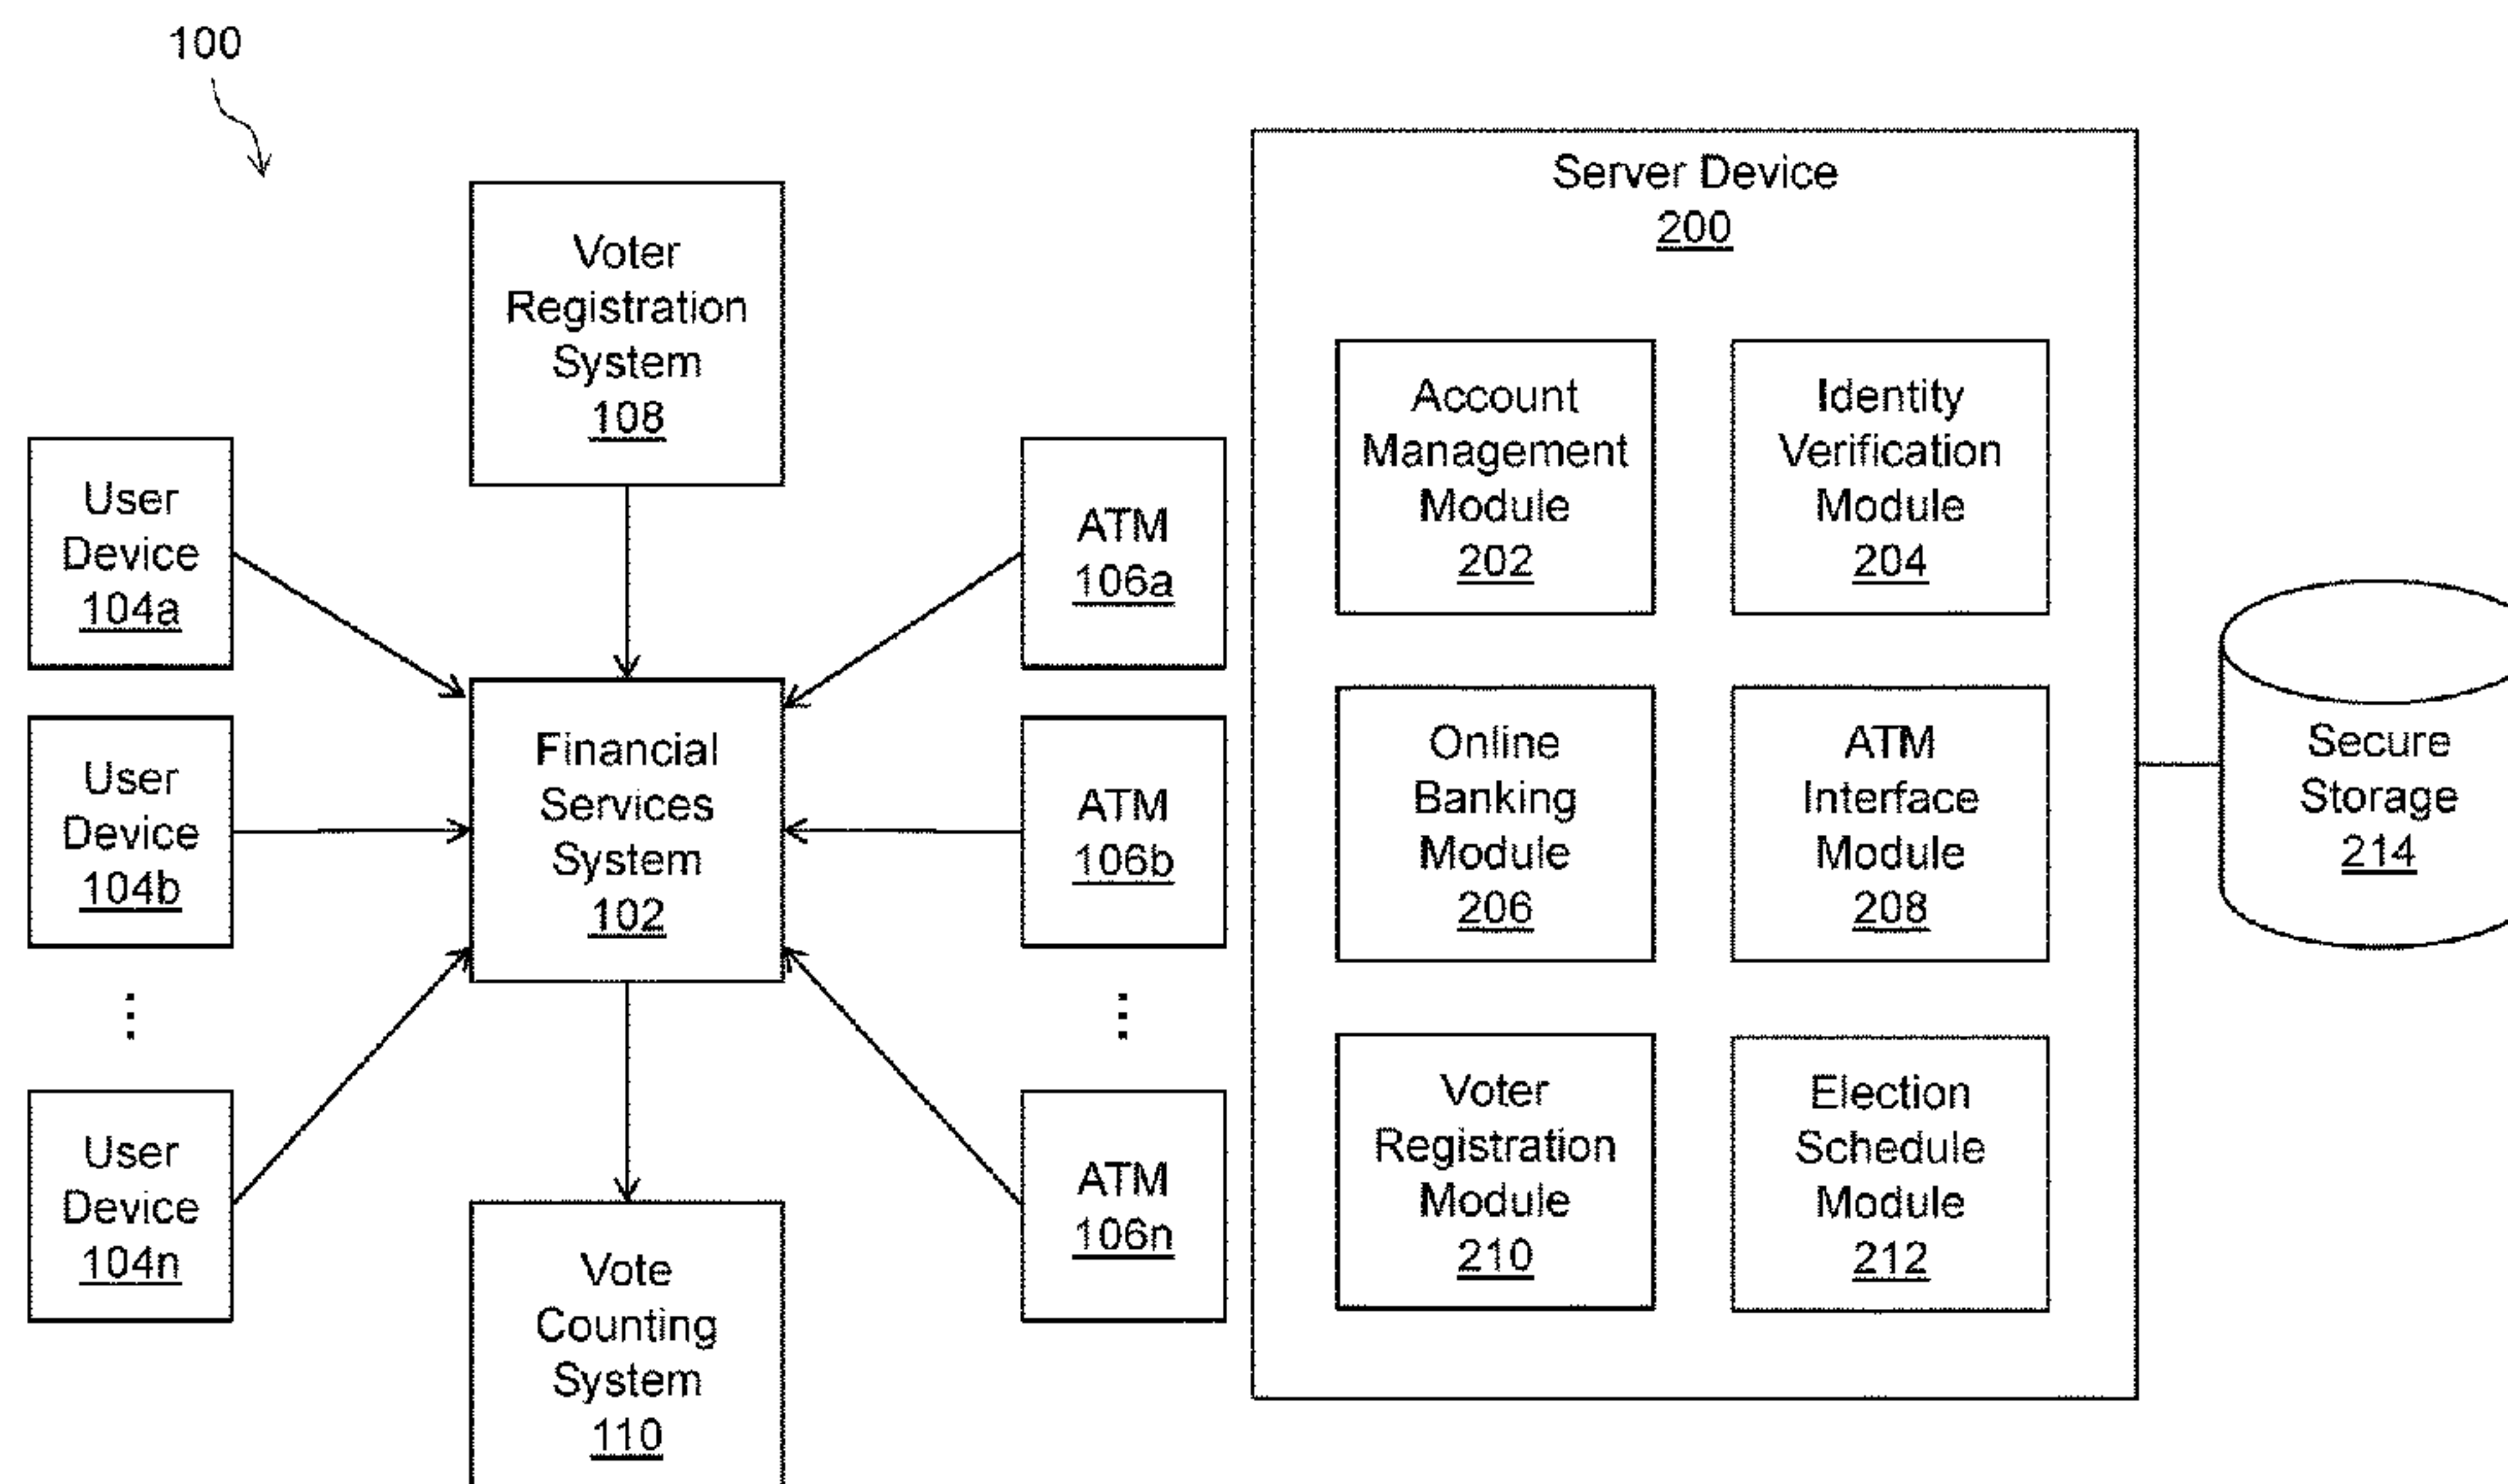 100
Voter
Registration
System
108
User
Device
104a
User
Device
104b
User
Device
104n
Financial
Services
System
102
Vote
Counting
System
110
ATM
106a
ATM
106b
ATM
106n
Server Device
200
Account
Management
Module
202
Identity
Verification
Module
204
Online
Banking
Module
206
ATM
Interface
Module
208
Voter
Registration
Module
210
Election
Schedule
Module
212
Secure
Storage
214